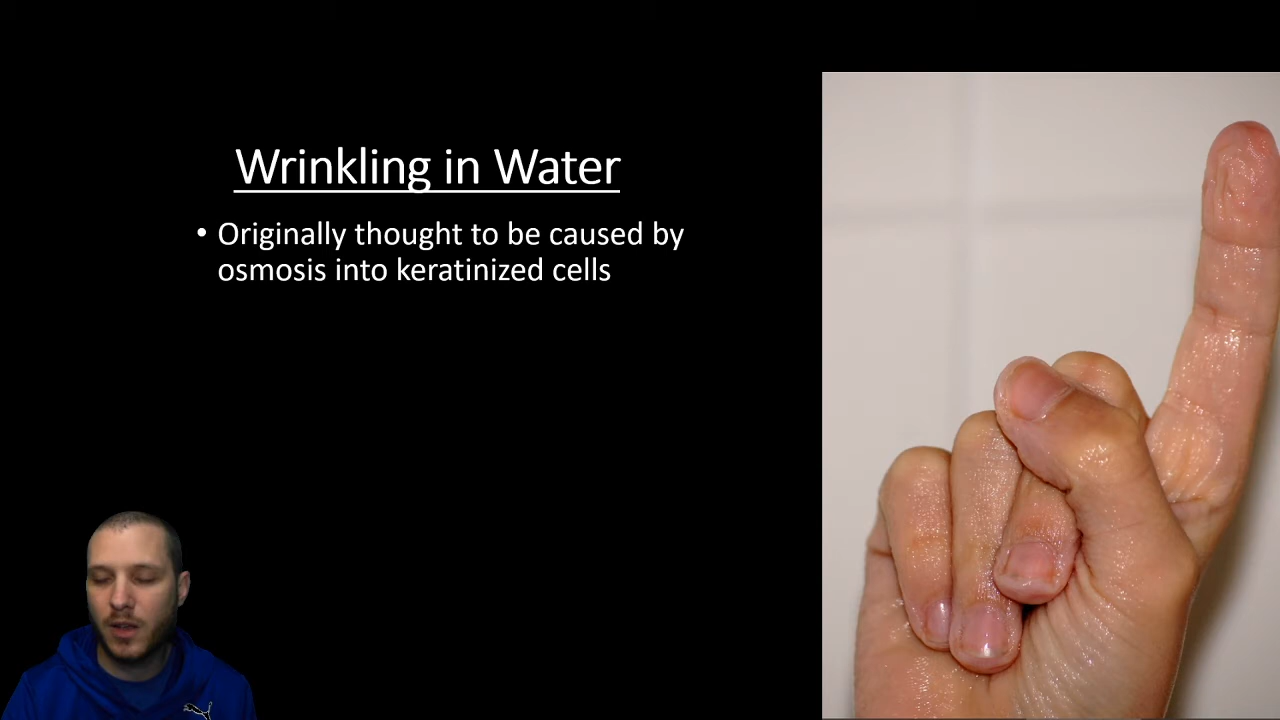 Wrinkling in Water
• Originally thought to be caused by
osmosis into keratinized cells